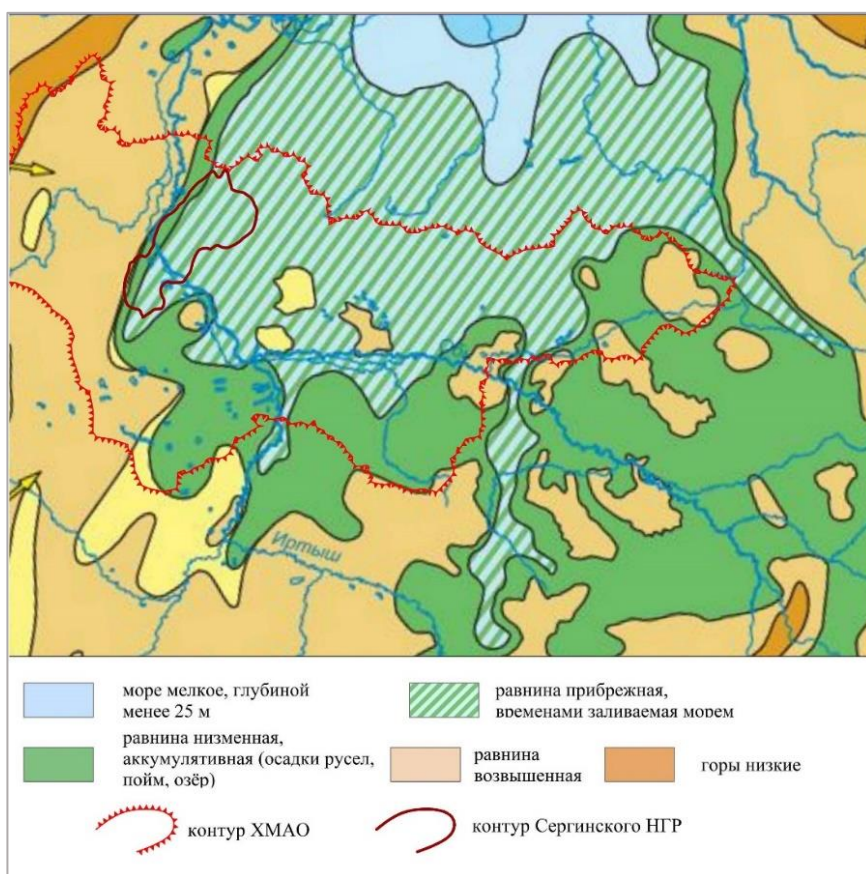 Иртыш
море мелкое, глубиной
менее 25 м
равнина прибрежная,
временами заливаемая морем
равнина низменная,
аккумулятивная (осадки русел,
пойм, озёр)
равнина
возвышенная
горы низкие
контур ХМАО
контур Сергинского НГР